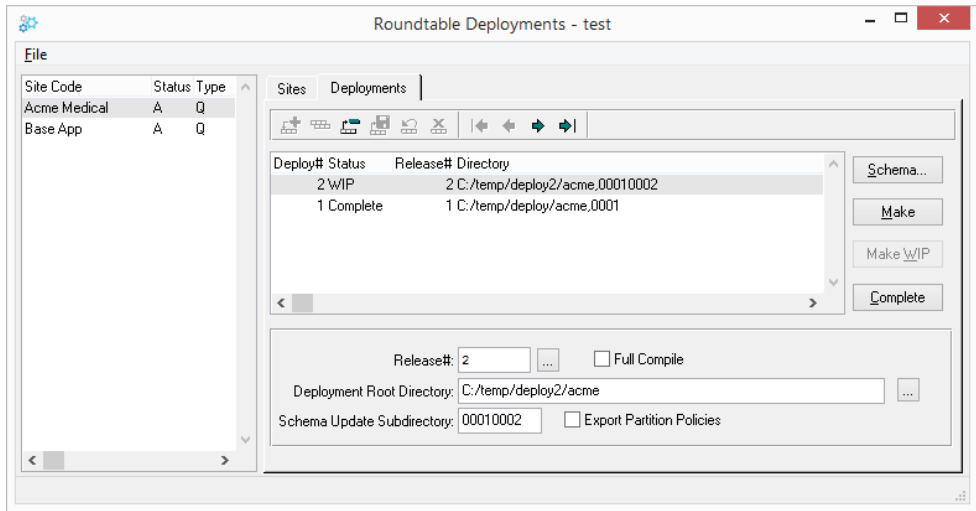 Roundtable Deployments - test
File
Site Code Status Type
Acme Medical A Q
Base App A Q
Sites Deployments
Deploy# Status Release# Directory
2 WIP 2 C:/temp/deploy2/acme,00010002
1 Complete 1 C:/temp/deploy/acme,0001
Schema...
Make
Make WIP
Complete
Release#: 2 ... Full Compile
Deployment Root Directory: C:/temp/deploy2/acme ...
Schema Update Subdirectory: 00010002 Export Partition Policies